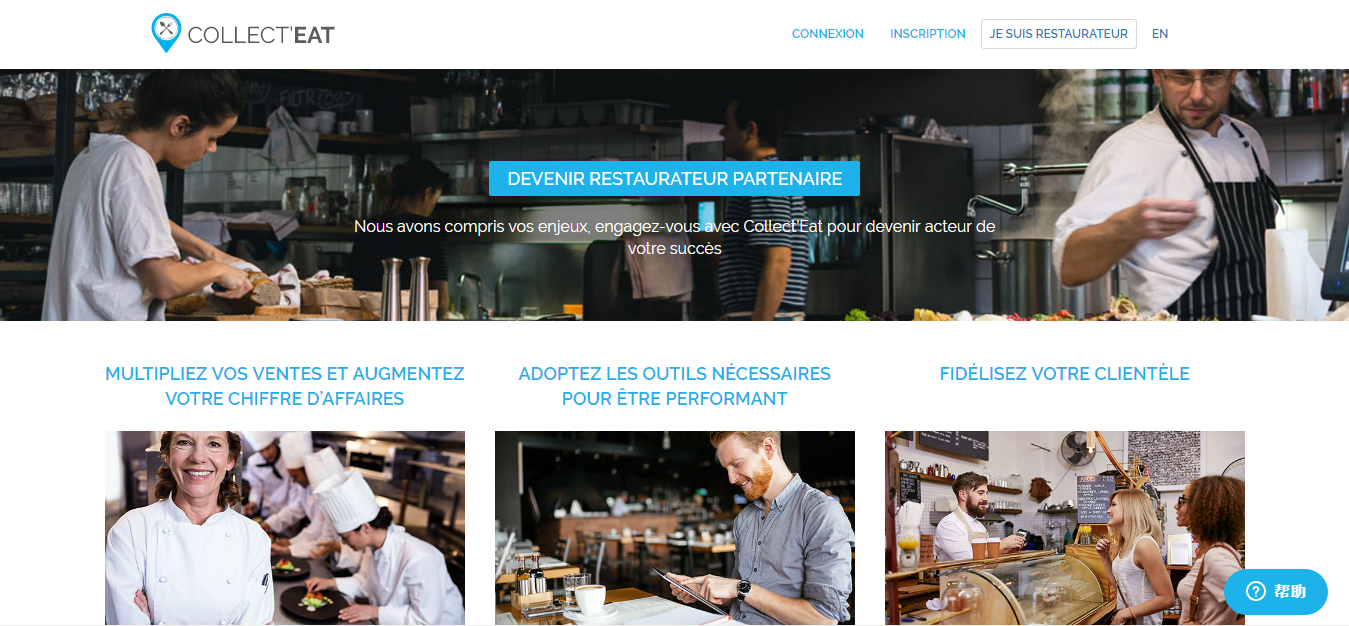 COLLECT'EAT
CONNEXION
INSCRIPTION
JE SUIS RESTAURATEUR
EN
DEVENIR RESTAURATEUR PARTENAIRE
Nous avons compris vos enjeux, engagez-vous avec Collect'Eat pour devenir acteur de
votre succès
MULTIPLIEZ VOS VENTES ET AUGMENTEZ
VOTRE CHIFFRE D'AFFAIRES
ADOPTEZ LES OUTILS NÉCESSAIRES
POUR ÊTRE PERFORMANT
FIDÉLISEZ VOTRE CLIENTÈLE
帮助